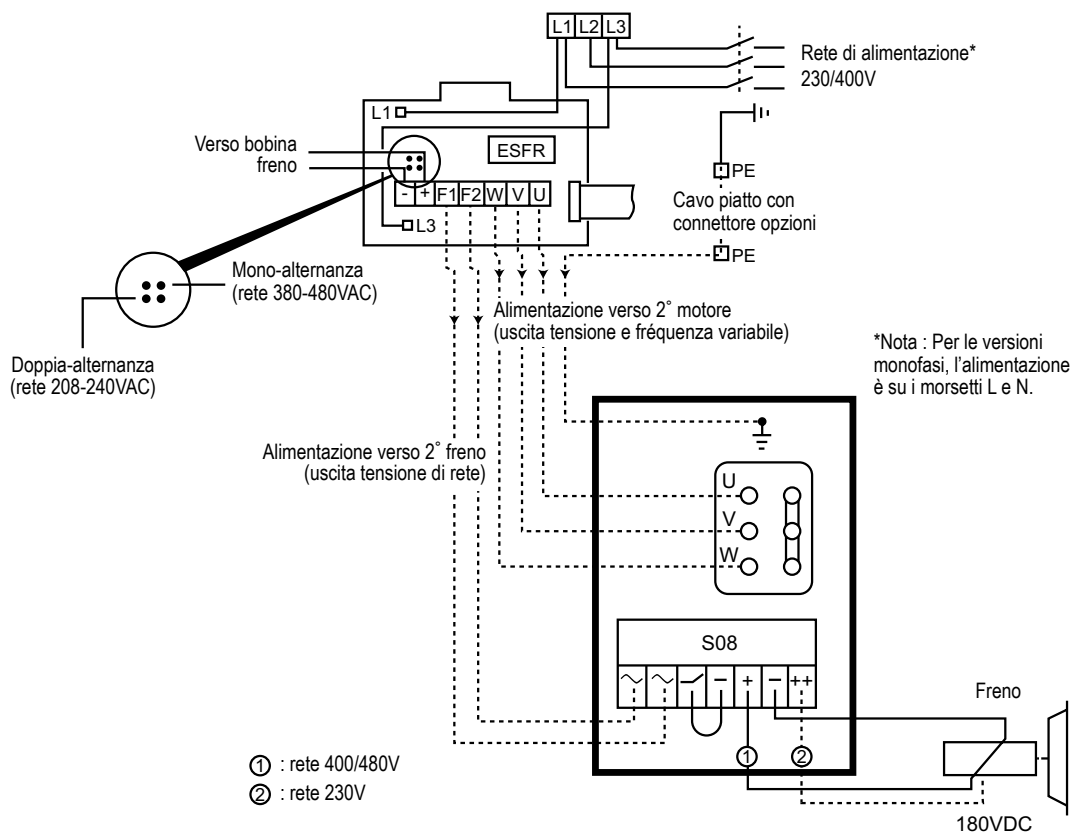 L1 L2 L3
Rete di alimentazione*
230/400V
L1
Verso bobina
freno
ESFR
- + F1 F2 W V U
L3
PE
Cavo piatto con
connettore opzioni
PE
Mono-alternanza
(rete 380-480VAC)
Doppia-alternanza
(rete 208-240VAC)
Alimentazione verso 2° motore
(uscita tensione e fréquenza variabile)
*Nota : Per le versioni
monofasi, l'alimentazione
è su i morsetti L e N.
Alimentazione verso 2° freno
(uscita tensione di rete)
U
V
W
S08
+ − ++
Freno
1 2
① : rete 400/480V
② : rete 230V
180VDC